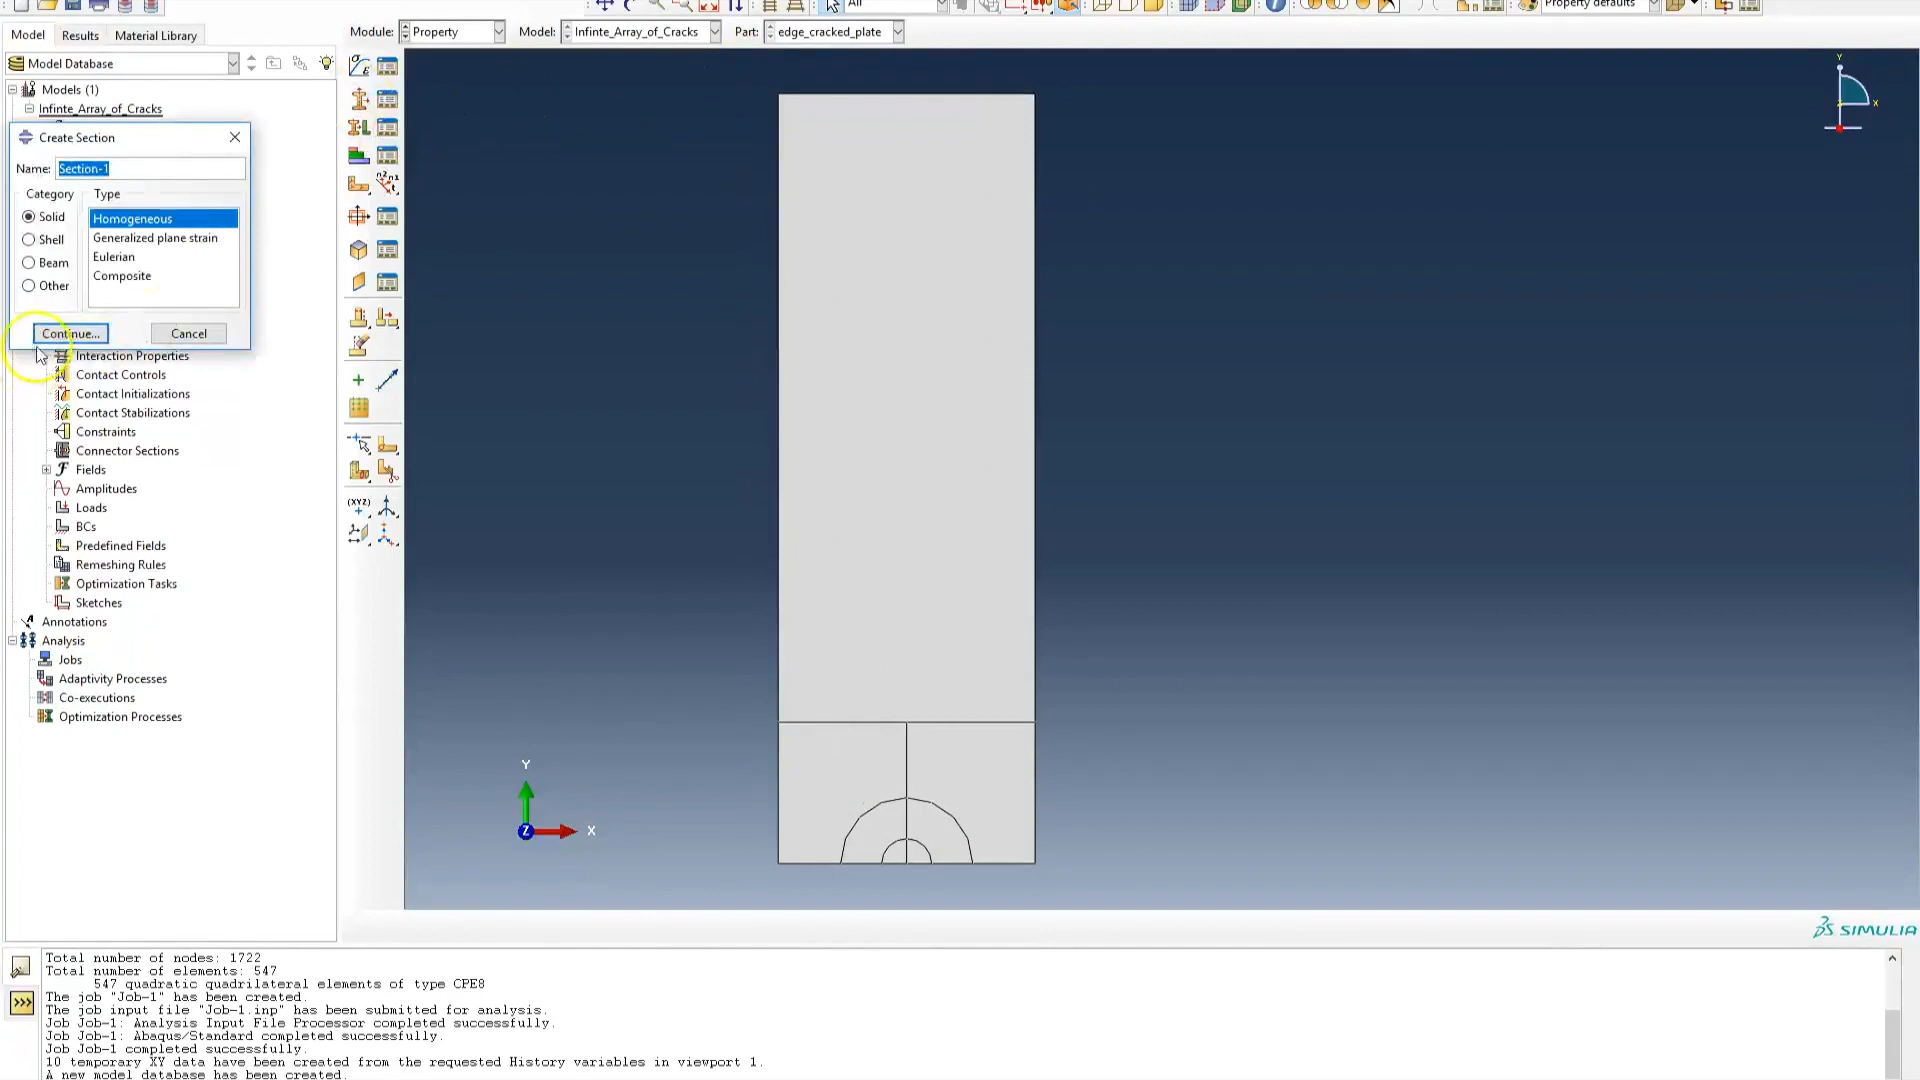 All
Property defaults
Model
Results
Material Library
Module:
Property
Model:
Infinte_Array_of_Cracks
Part:
edge_cracked_plate
Model Database
Models (1)
Infinte_Array_of_Cracks
Create Section
Name:
Section-1
Category
Type
Solid
Shell
Beam
Other
Homogeneous
Generalized plane strain
Eulerian
Composite
Continue...
Cancel
Interaction Properties
Contact Controls
Contact Initializations
Contact Stabilizations
Constraints
Connector Sections
Fields
Amplitudes
Loads
BCs
Predefined Fields
Remeshing Rules
Optimization Tasks
Sketches
Annotations
Analysis
Jobs
Adaptivity Processes
Co-executions
Optimization Processes
(XYZ)
Y
X
Y
Z
X
SIMULIA
Total number of nodes: 1722
Total number of elements: 547
547 quadratic quadrilateral elements of type CPE8
The job "Job-1" has been created.
The job input file "Job-1.inp" has been submitted for analysis.
Job Job-1: Analysis Input File Processor completed successfully.
Job Job-1: Abaqus/Standard completed successfully.
Job Job-1 completed successfully.
10 temporary XY data have been created from the requested History variables in viewport 1.
A new model database has been created.